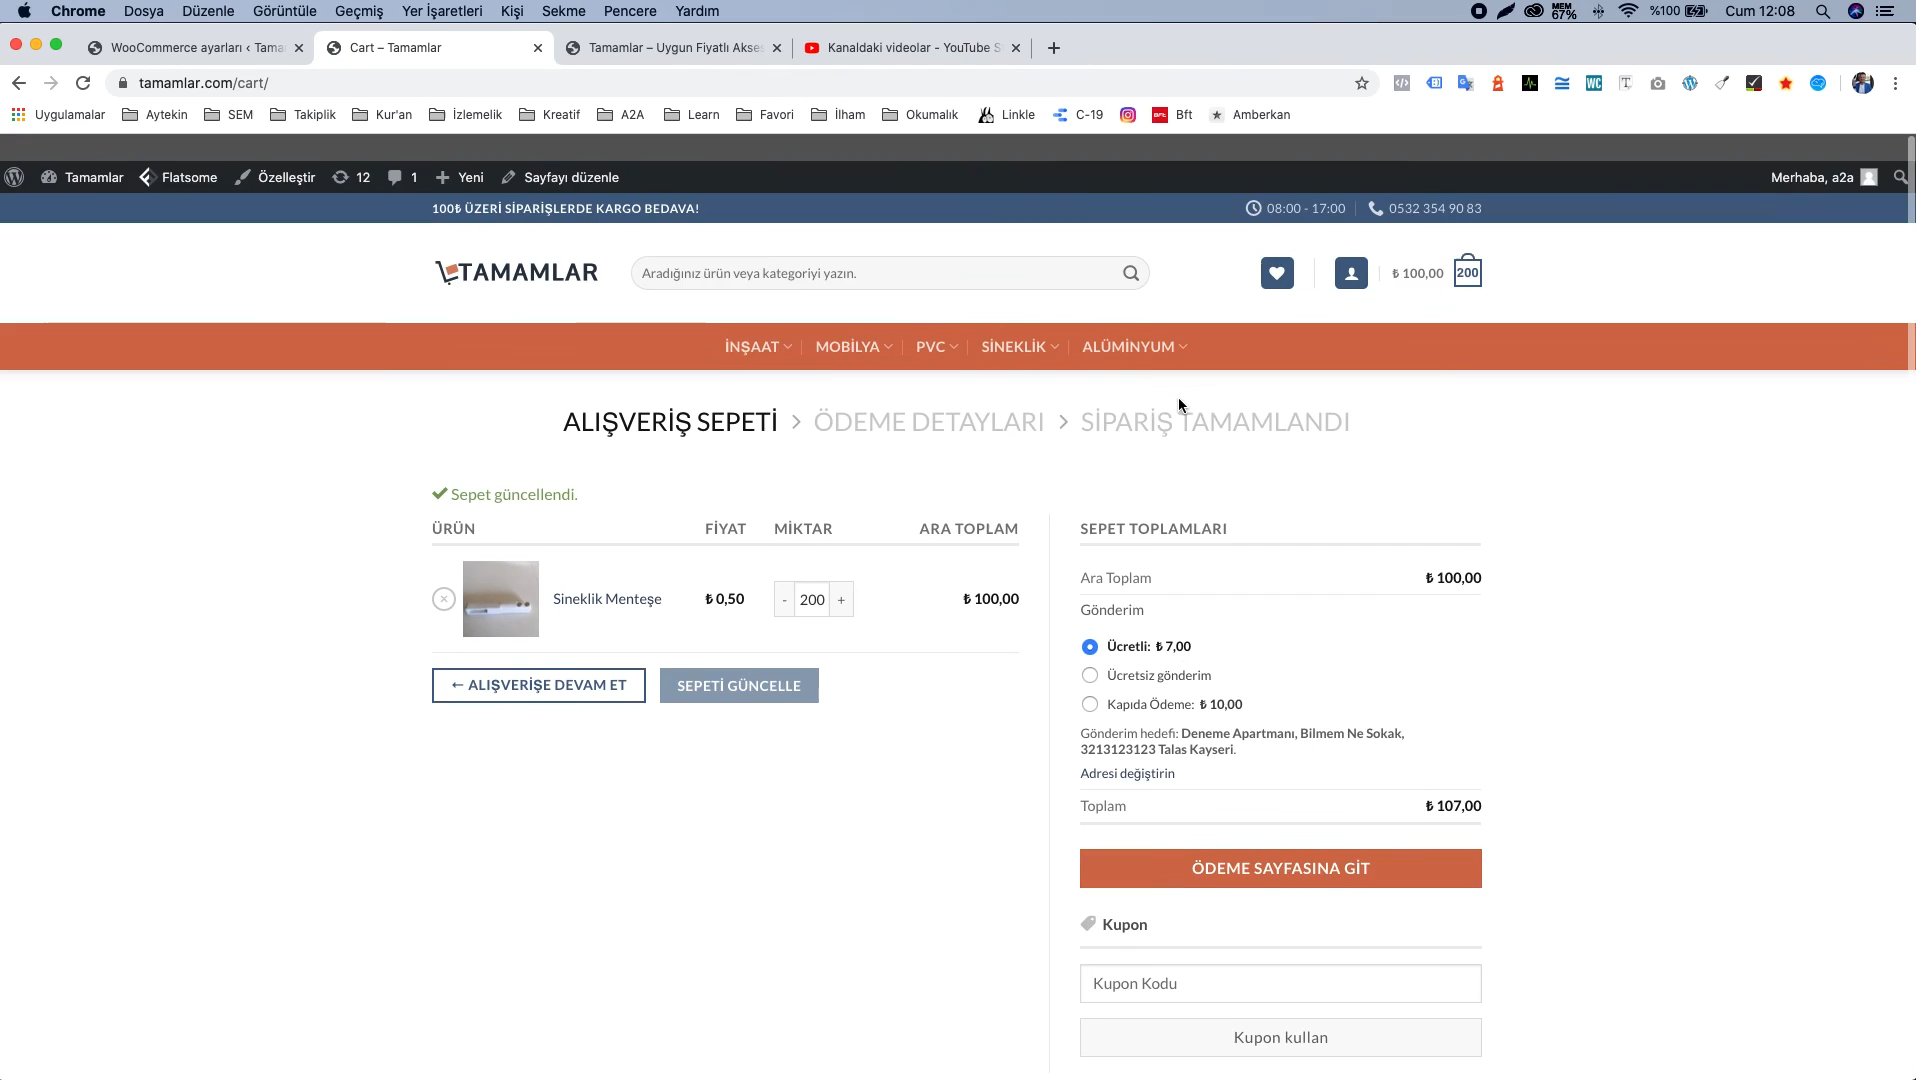 Chrome Dosya Düzenle Görüntüle Geçmiş Yer İşaretleri Kişi Sekme Pencere Yardım MEM 67% %100 Cum 12:08
WooCommerce ayarları ‹ Tama Cart – Tamamlar Tamamlar – Uygun Fiyatlı Akse Kanaldaki videolar - YouTube S
tamamlar.com/cart/
Uygulamalar Aytekin SEM Takiplik Kur'an İzlemelik Kreatif A2A Learn Favori İlham Okumalık Linkle C-19 Bft Amberkan
Tamamlar Flatsome Özelleştir 12 1 Yeni Sayfayı düzenle Merhaba, a2a
100₺ ÜZERİ SİPARİŞLERDE KARGO BEDAVA! 08:00 - 17:00 0532 354 90 83
TAMAMLAR Aradığınız ürün veya kategoriyi yazın. ₺ 100,00 200
İNŞAAT MOBİLYA PVC SİNEKLİK ALÜMİNYUM
ALIŞVERİŞ SEPETİ > ÖDEME DETAYLARI > SİPARİŞ TAMAMLANDI
Sepet güncellendi.
ÜRÜN FİYAT MİKTAR ARA TOPLAM
Sineklik Menteşe ₺ 0,50 - 200 + ₺ 100,00
← ALIŞVERİŞE DEVAM ET SEPETİ GÜNCELLE
SEPET TOPLAMLARI
Ara Toplam ₺ 100,00
Gönderim
Ücretli: ₺ 7,00
Ücretsiz gönderim
Kapıda Ödeme: ₺ 10,00
Gönderim hedefi: Deneme Apartmanı, Bilmem Ne Sokak,
3213123123 Talas Kayseri.
Adresi değiştirin
Toplam ₺ 107,00
ÖDEME SAYFASINA GİT
Kupon
Kupon Kodu
Kupon kullan